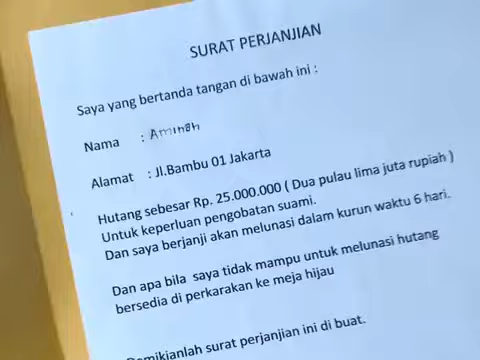 SURAT PERJANJIAN
Saya yang bertanda tangan di bawah ini :
Nama : Aminah
Alamat : Jl.Bambu 01 Jakarta
Hutang sebesar Rp. 25.000.000 ( Dua pulau lima juta rupiah )
Untuk keperluan pengobatan suami.
Dan saya berjanji akan melunasi dalam kurun waktu 6 hari.
Dan apa bila saya tidak mampu untuk melunasi hutang
bersedia di perkarakan ke meja hijau
Demikianlah surat perjanjian ini di buat.